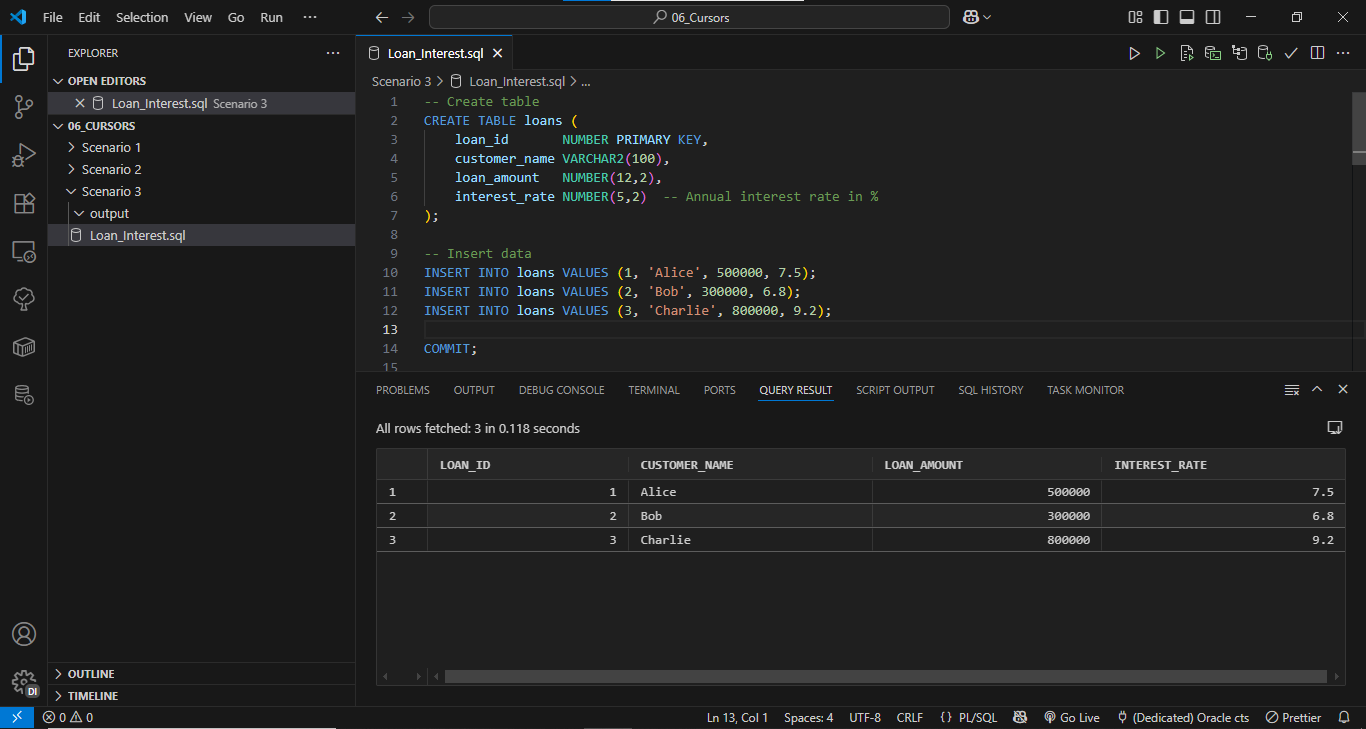 File Edit Selection View Go Run ···
06_Cursors
EXPLORER
OPEN EDITORS
Loan_Interest.sql Scenario 3
06_CURSORS
Scenario 1
Scenario 2
Scenario 3
output
Loan_Interest.sql
OUTLINE
TIMELINE
DI
Loan_Interest.sql
Scenario 3 > Loan_Interest.sql > ...
1 -- Create table
2 CREATE TABLE loans (
3 loan_id NUMBER PRIMARY KEY,
4 customer_name VARCHAR2(100),
5 loan_amount NUMBER(12,2),
6 interest_rate NUMBER(5,2) -- Annual interest rate in %
7 );
8
9 -- Insert data
10 INSERT INTO loans VALUES (1, 'Alice', 500000, 7.5);
11 INSERT INTO loans VALUES (2, 'Bob', 300000, 6.8);
12 INSERT INTO loans VALUES (3, 'Charlie', 800000, 9.2);
13
14 COMMIT;
15
PROBLEMS OUTPUT DEBUG CONSOLE TERMINAL PORTS QUERY RESULT SCRIPT OUTPUT SQL HISTORY TASK MONITOR
All rows fetched: 3 in 0.118 seconds
LOAN_ID CUSTOMER_NAME LOAN_AMOUNT INTEREST_RATE
1 1 Alice 500000 7.5
2 2 Bob 300000 6.8
3 3 Charlie 800000 9.2
0 0 Ln 13, Col 1 Spaces: 4 UTF-8 CRLF {} PL/SQL Go Live (Dedicated) Oracle cts Prettier